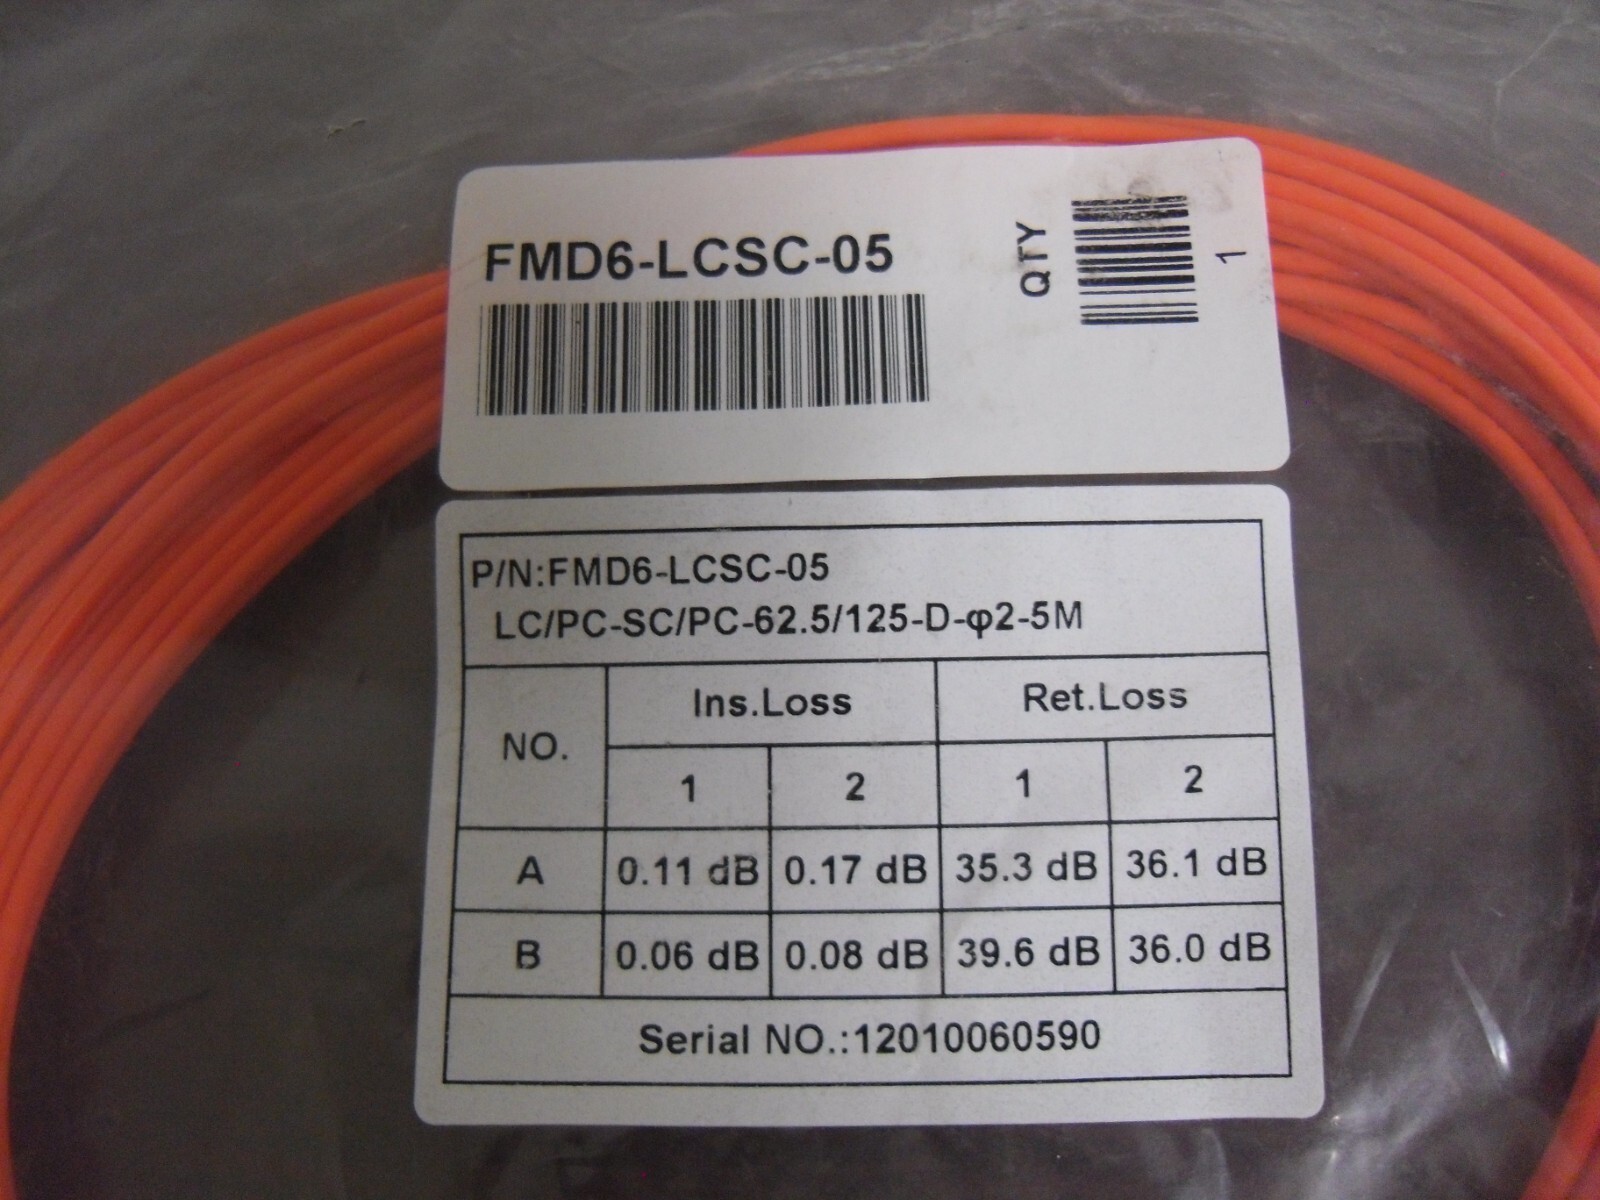 FMD6-LCSC-05
QTY
1
P/N:FMD6-LCSC-05
LC/PC-SC/PC-62.5/125-D-φ2-5M
NO. Ins.Loss Ret.Loss
1 2 1 2
A 0.11 dB 0.17 dB 35.3 dB 36.1 dB
B 0.06 dB 0.08 dB 39.6 dB 36.0 dB
Serial NO.:12010060590